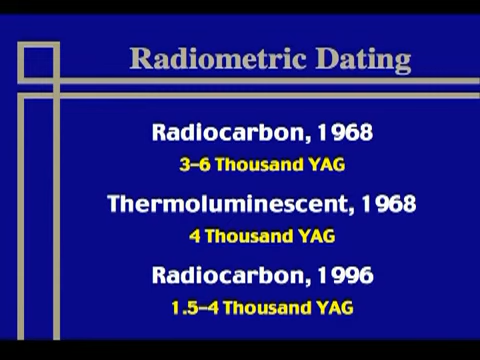 Radiometric Dating
Radiocarbon, 1968
3-6 Thousand YAG
Thermoluminescent, 1968
4 Thousand YAG
Radiocarbon, 1996
1.5-4 Thousand YAG